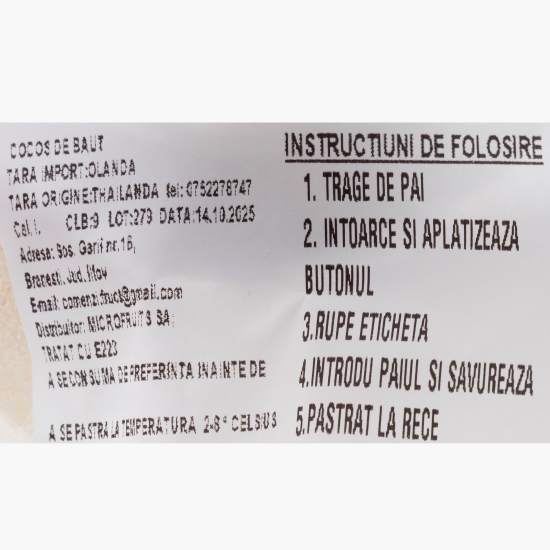 COCOS DE BAUT
TARA IMPORT:OLANDA
TARA ORIGINE:THAILANDA tel: 0752278747
Cal. I. CLB:9 LOT:279 DATA:14.10.2025
Adresa: Sos. Garii nr.16,
Branesti, Jud. Ilfov
E-mail: comenzi.fruct@gmail.com
Distribuitor: MICROFRUITS SA;
TRATAT CU E223
A SE CONSUMA DE PREFERINTA INAINTE DE
A SE PASTRA LA TEMPERATURA 2-6° CELSIUS
INSTRUCTIUNI DE FOLOSIRE
1. TRAGE DE PAI
2. INTOARCE SI APLATIZEAZA
BUTONUL
3.RUPE ETICHETA
4.INTRODU PAIUL SI SAVUREAZA
5.PASTRAT LA RECE